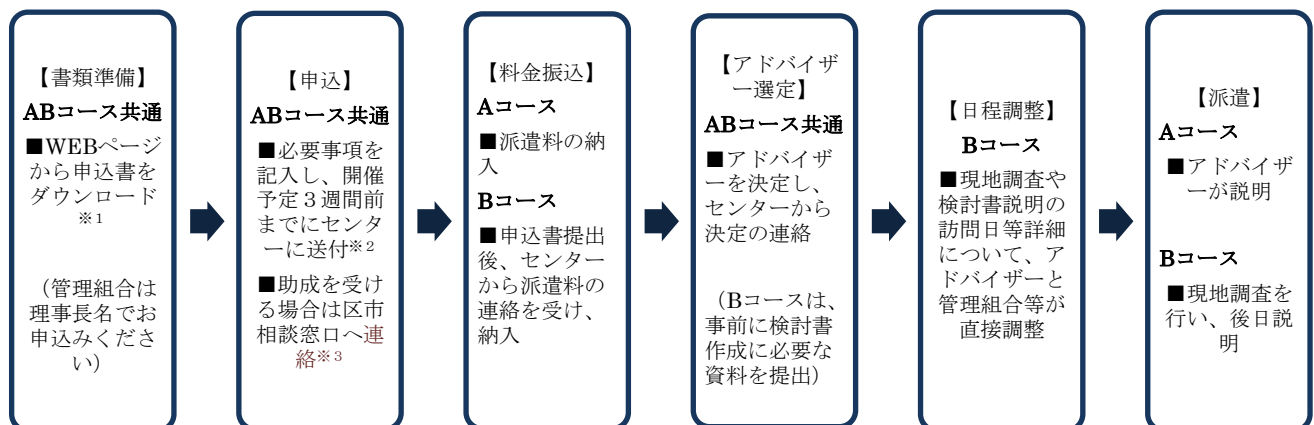 【書類準備】
ABコース共通
■WEBページ
から申込書を
ダウンロード
※1
（管理組合は
理事長名でお
申込みくださ
い）
【申込】
ABコース共通
■必要事項を
記入し、開催
予定３週間前
までにセンタ
ーに送付※2
■助成を受け
る場合は区市
相談窓口へ連
絡※3
【料金振込】
Aコース
■派遣料の納
入
Bコース
■申込書提出
後、センター
から派遣料の
連絡を受け、
納入
【アドバイザ
ー選定】
ABコース共通
■アドバイザ
ーを決定し、
センターから
決定の連絡
（Bコースは、
事前に検討書
作成に必要な
資料を提出）
【日程調整】
Bコース
■現地調査や
検討書説明の
訪問日等詳細
について、ア
ドバイザーと
管理組合等が
直接調整
【派遣】
Aコース
■アドバイザ
ーが説明
Bコース
■現地調査を
行い、後日説
明